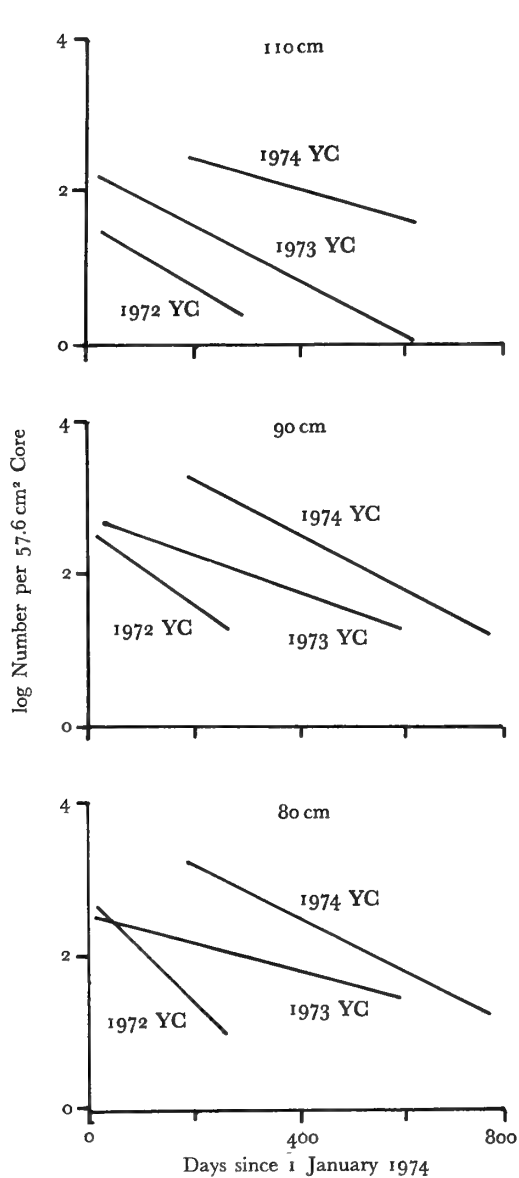 110 cm
4
2
0
1974 YC
1973 YC
1972 YC
90 cm
4
2
0
1974 YC
1972 YC
1973 YC
log Number per 57.6 cm² Core
80 cm
4
2
0
1974 YC
1973 YC
1972 YC
0 400 800
Days since 1 January 1974